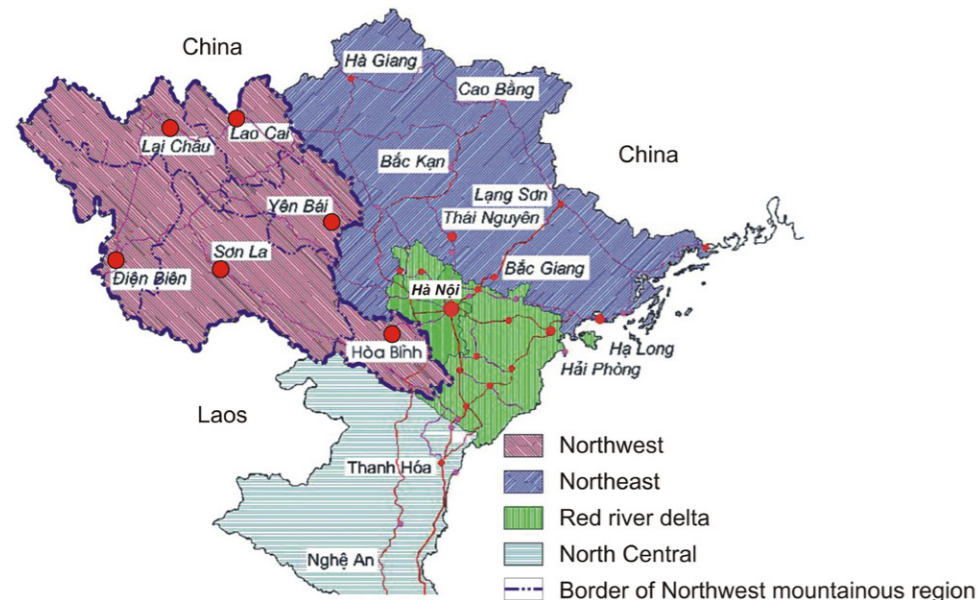 China
Hà Giang
Cao Bằng
Lao Cai
Lai Châu
Bắc Kạn
China
Lạng Sơn
Thái Nguyên
Yên Bái
Sơn La
Điện Biên
Bắc Giang
Hà Nội
Hòa Bình
Hạ Long
Hải Phòng
Laos
Thanh Hóa
Nghệ An
Northwest
Northeast
Red river delta
North Central
Border of Northwest mountainous region